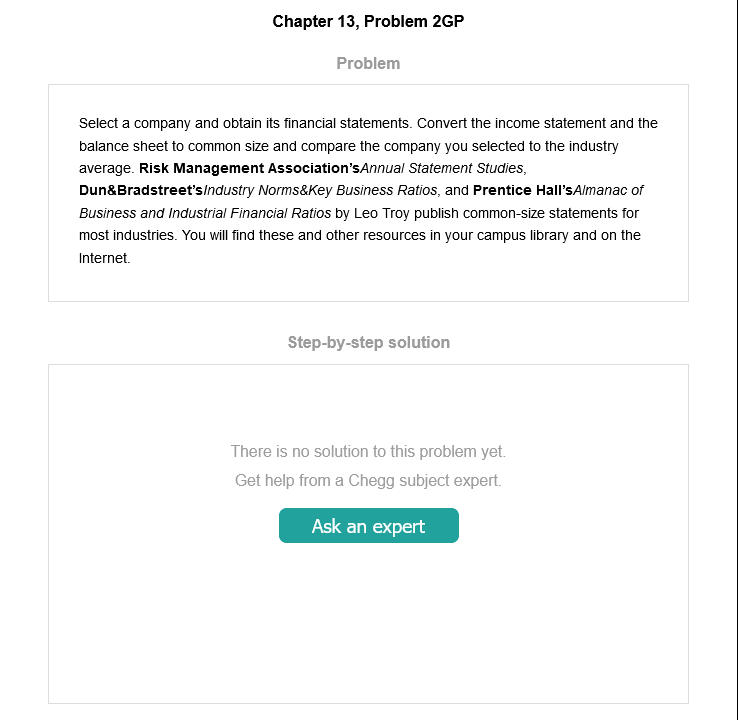 Chapter 13, Problem 2GP
Problem
Select a company and obtain its financial statements. Convert the income statement and the
balance sheet to common size and compare the company you selected to the industry
average. Risk Management Association'sAnnual Statement Studies,
Dun&Bradstreet'sIndustry Norms&Key Business Ratios, and Prentice Hall'sAlmanac of
Business and Industrial Financial Ratios by Leo Troy publish common-size statements for
most industries. You will find these and other resources in your campus library and on the
Internet.
Step-by-step solution
There is no solution to this problem yet.
Get help from a Chegg subject expert.
Ask an expert